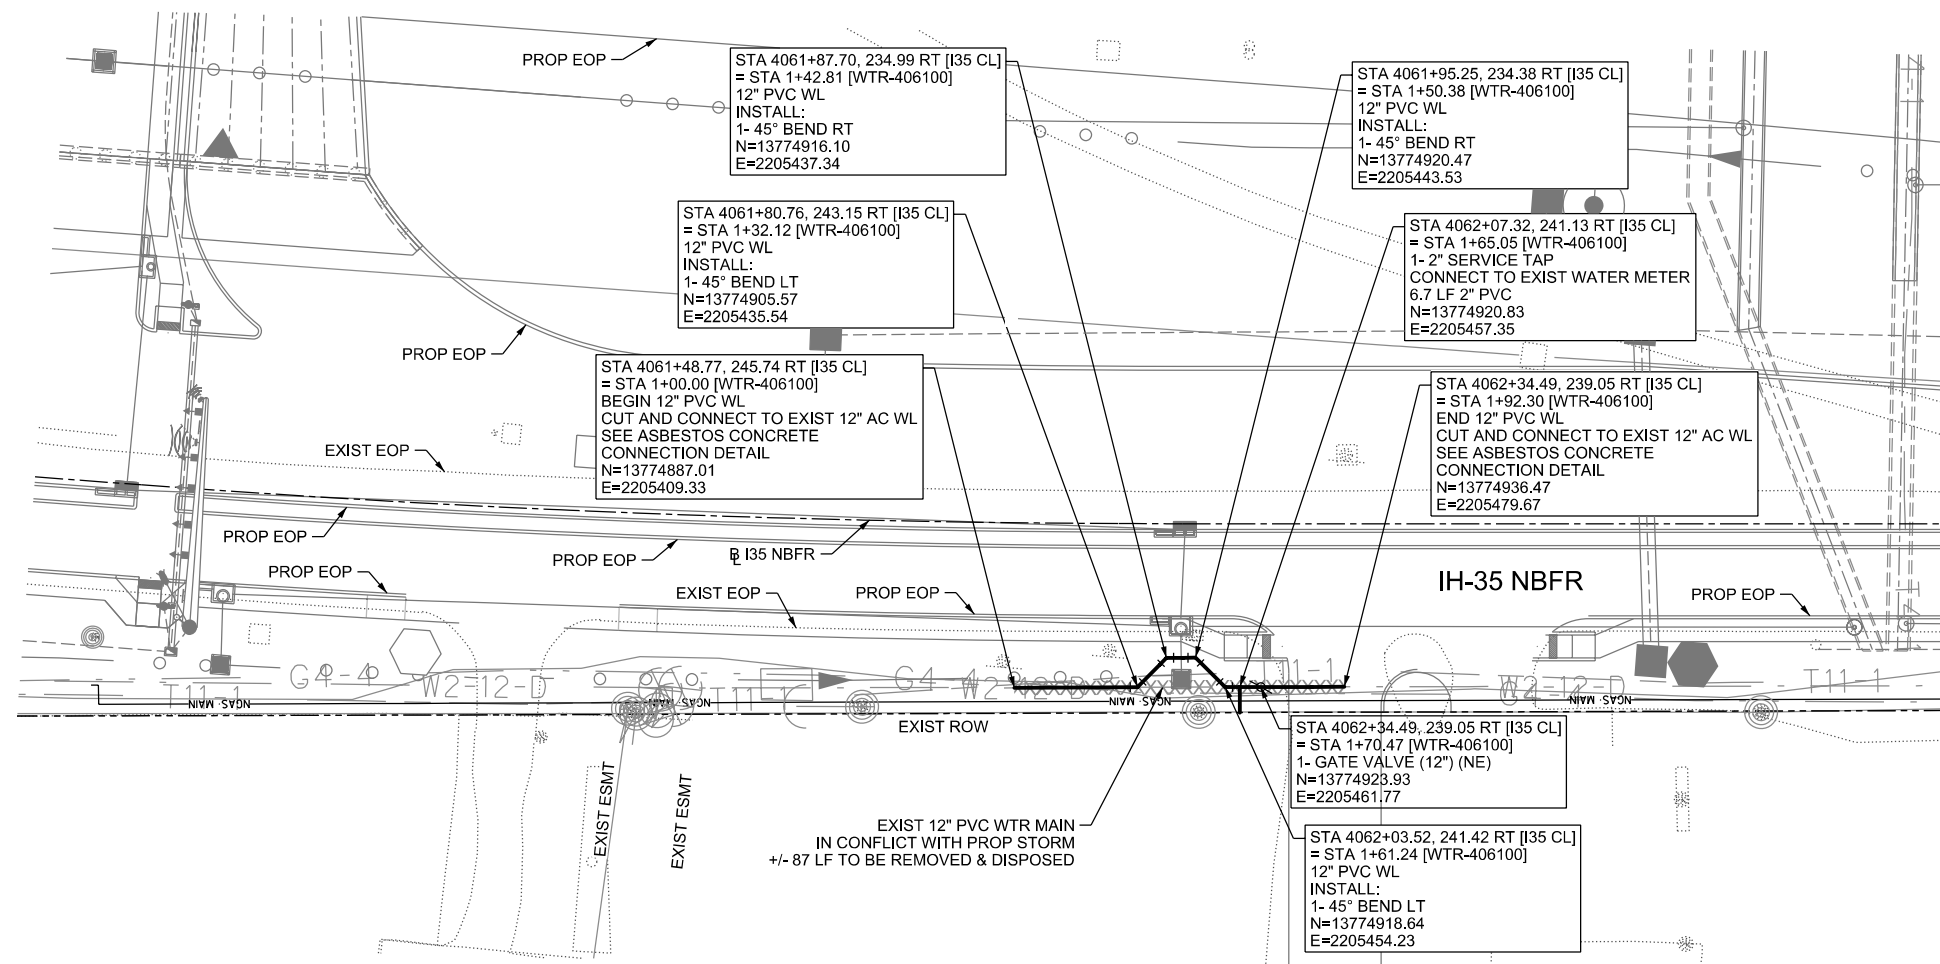 PROP EOP
STA 4061+87.70, 234.99 RT [I35 CL]
= STA 1+42.81 [WTR-406100]
12" PVC WL
INSTALL:
1- 45° BEND RT
N=13774916.10
E=2205437.34
STA 4061+95.25, 234.38 RT [I35 CL]
= STA 1+50.38 [WTR-406100]
12" PVC WL
INSTALL:
1- 45° BEND RT
N=13774920.47
E=2205443.53
STA 4061+80.76, 243.15 RT [I35 CL]
= STA 1+32.12 [WTR-406100]
12" PVC WL
INSTALL:
1- 45° BEND LT
N=13774905.57
E=2205435.54
STA 4062+07.32, 241.13 RT [I35 CL]
= STA 1+65.05 [WTR-406100]
1- 2" SERVICE TAP
CONNECT TO EXIST WATER METER
6.7 LF 2" PVC
N=13774920.83
E=2205457.35
PROP EOP
STA 4061+48.77, 245.74 RT [I35 CL]
= STA 1+00.00 [WTR-406100]
BEGIN 12" PVC WL
CUT AND CONNECT TO EXIST 12" AC WL
SEE ASBESTOS CONCRETE
CONNECTION DETAIL
N=13774887.01
E=2205409.33
STA 4062+34.49, 239.05 RT [I35 CL]
= STA 1+92.30 [WTR-406100]
END 12" PVC WL
CUT AND CONNECT TO EXIST 12" AC WL
SEE ASBESTOS CONCRETE
CONNECTION DETAIL
N=13774936.47
E=2205479.67
EXIST EOP
PROP EOP
PROP EOP
I35 NBFR
PROP EOP
EXIST EOP
PROP EOP
IH-35 NBFR
PROP EOP
G4-4
W2-12-D
T11-1
G4-4
W2-12-D
T11-1
NGAS MAIN
NGAS MAIN
NGAS MAIN
NGAS MAIN
EXIST ROW
STA 4062+34.49, 239.05 RT [I35 CL]
= STA 1+70.47 [WTR-406100]
1- GATE VALVE (12") (NE)
N=13774923.93
E=2205461.77
EXIST ESMT
EXIST ESMT
EXIST 12" PVC WTR MAIN
IN CONFLICT WITH PROP STORM
+/- 87 LF TO BE REMOVED & DISPOSED
STA 4062+03.52, 241.42 RT [I35 CL]
= STA 1+61.24 [WTR-406100]
12" PVC WL
INSTALL:
1- 45° BEND LT
N=13774918.64
E=2205454.23